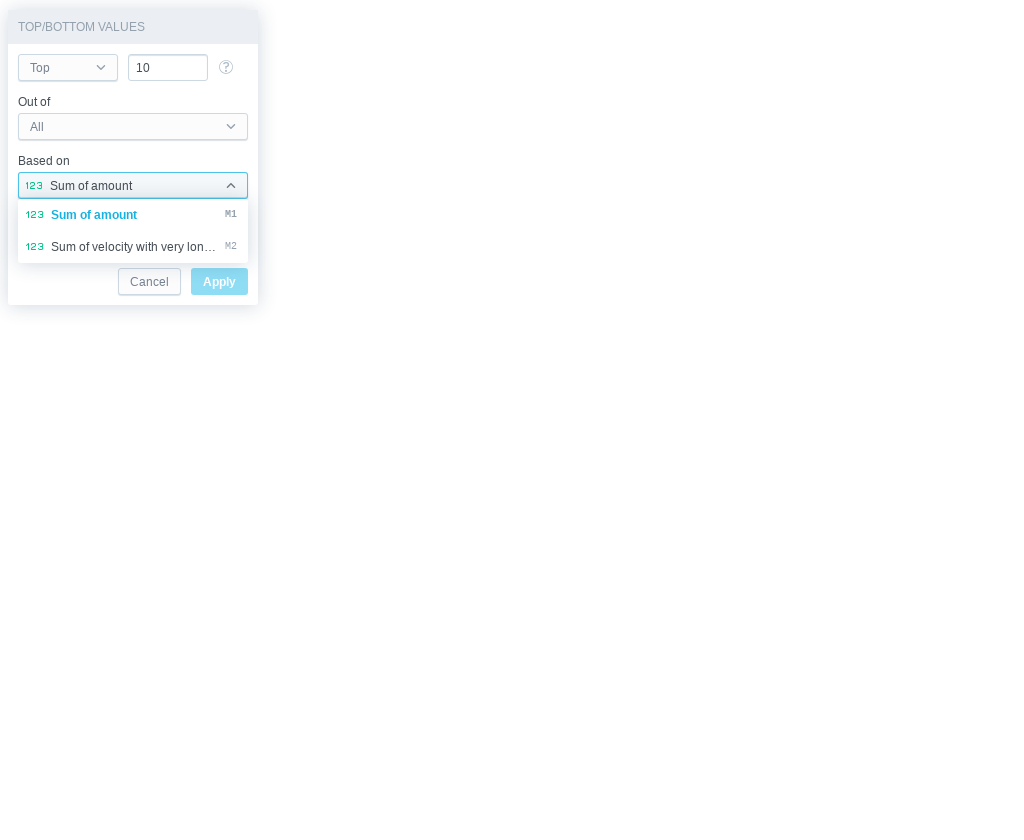 TOP/BOTTOM VALUES
Top 10
Out of
All
Based on
123 Sum of amount
123 Sum of amount M1
123 Sum of velocity with very lon… M2
Cancel Apply